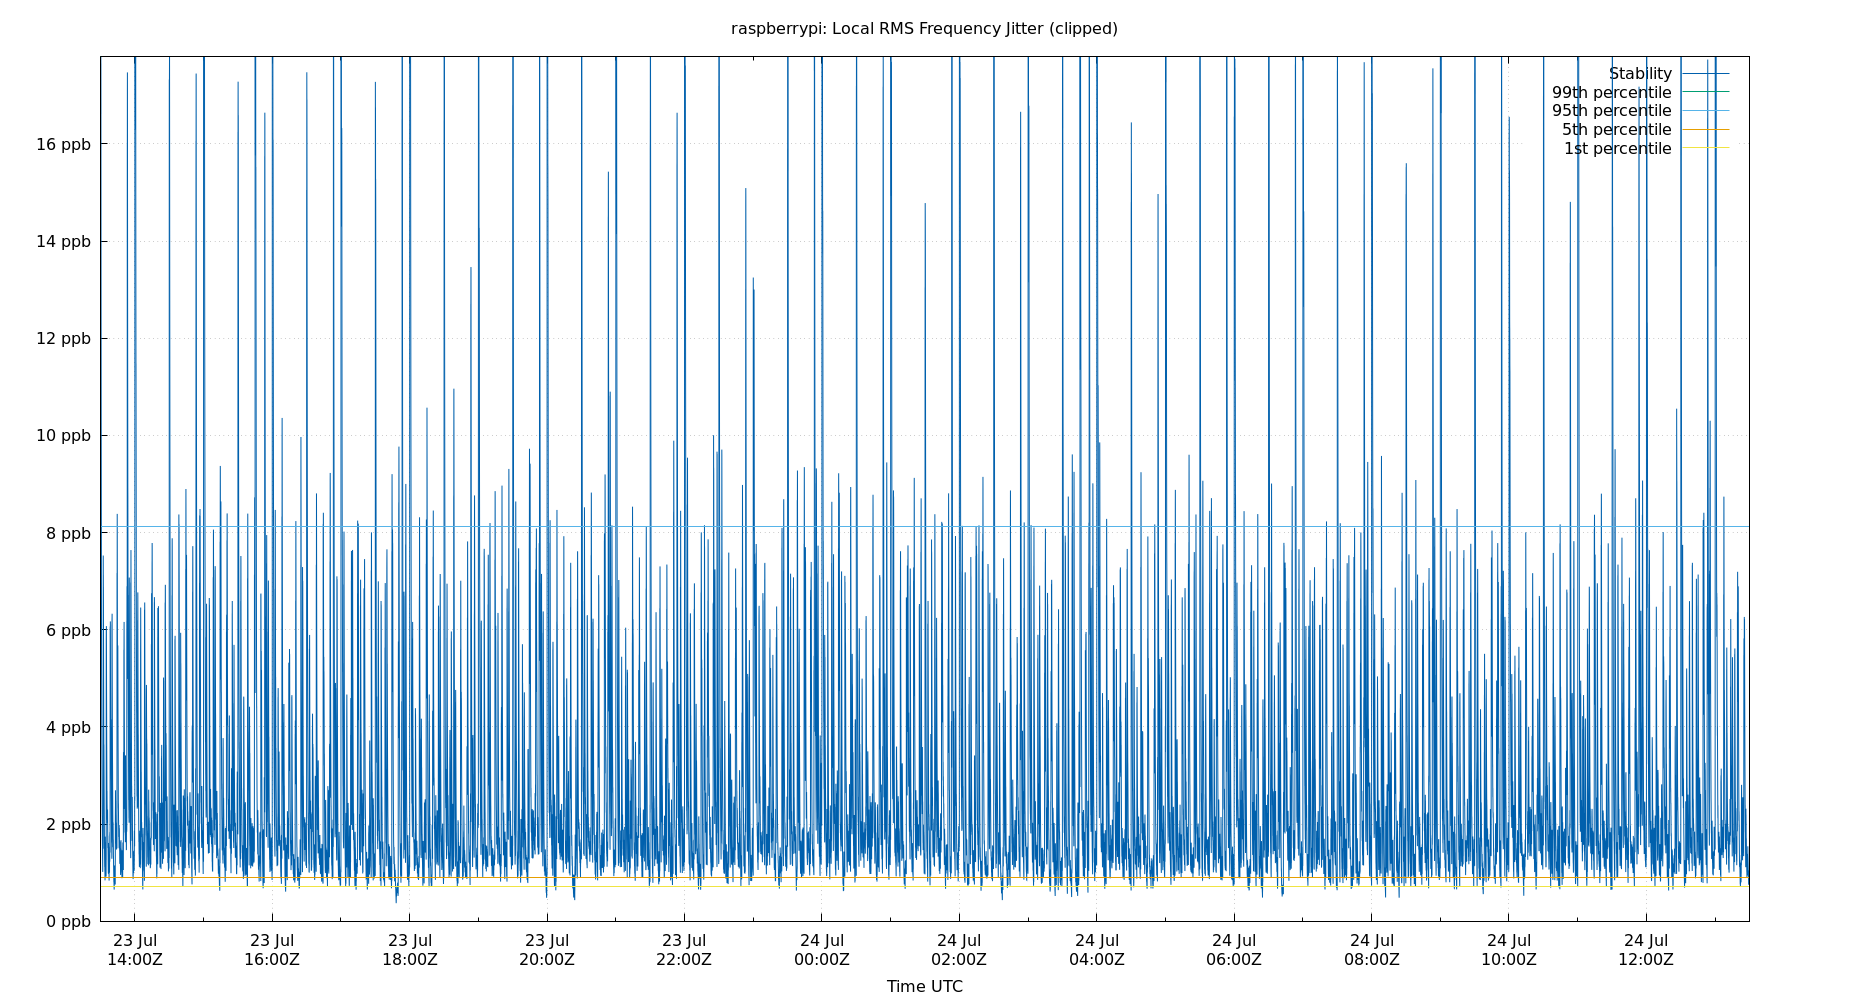 raspberrypi: Local RMS Frequency Jitter (clipped)
Stability
99th percentile
95th percentile
5th percentile
1st percentile
16 ppb
14 ppb
12 ppb
10 ppb
8 ppb
6 ppb
4 ppb
2 ppb
0 ppb
23 Jul 23 Jul 23 Jul 23 Jul 23 Jul 24 Jul 24 Jul 24 Jul 24 Jul 24 Jul 24 Jul 24 Jul
14:00Z 16:00Z 18:00Z 20:00Z 22:00Z 00:00Z 02:00Z 04:00Z 06:00Z 08:00Z 10:00Z 12:00Z
Time UTC